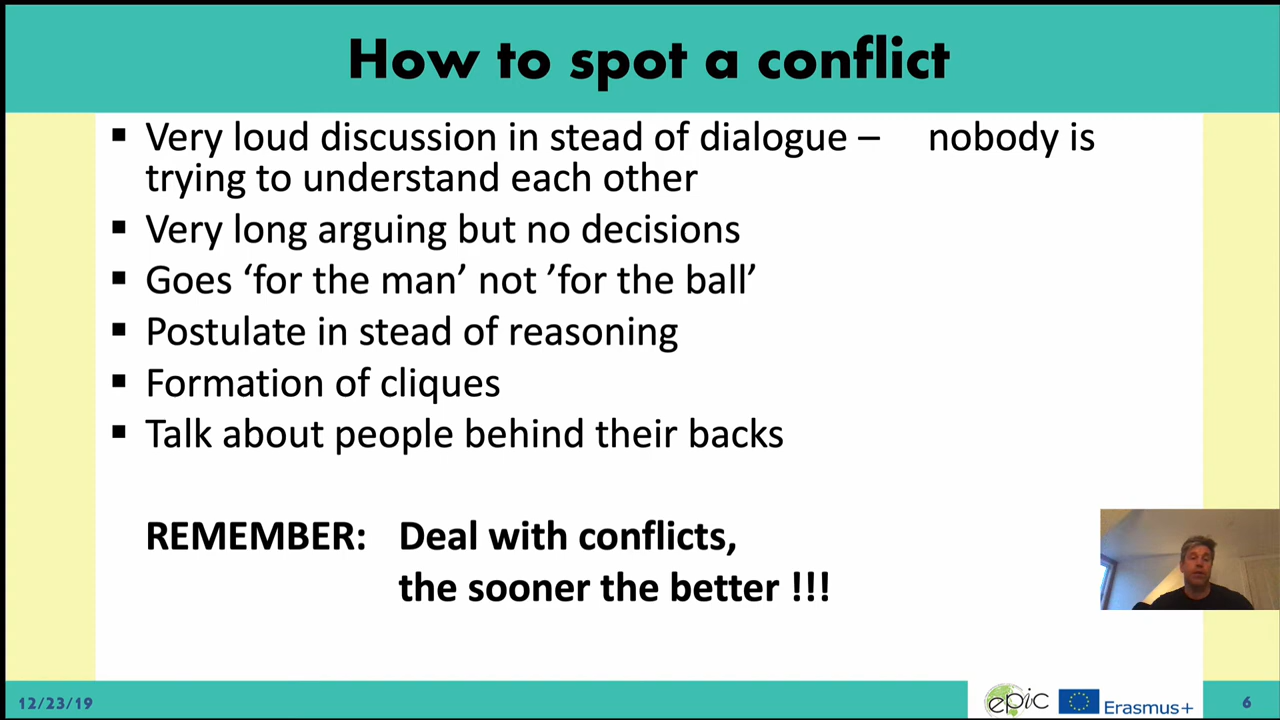 How to spot a conflict
▪ Very loud discussion in stead of dialogue – nobody is
trying to understand each other
▪ Very long arguing but no decisions
▪ Goes ‘for the man’ not ’for the ball’
▪ Postulate in stead of reasoning
▪ Formation of cliques
▪ Talk about people behind their backs
REMEMBER: Deal with conflicts,
the sooner the better !!!
12/23/19
epic
Erasmus+
6